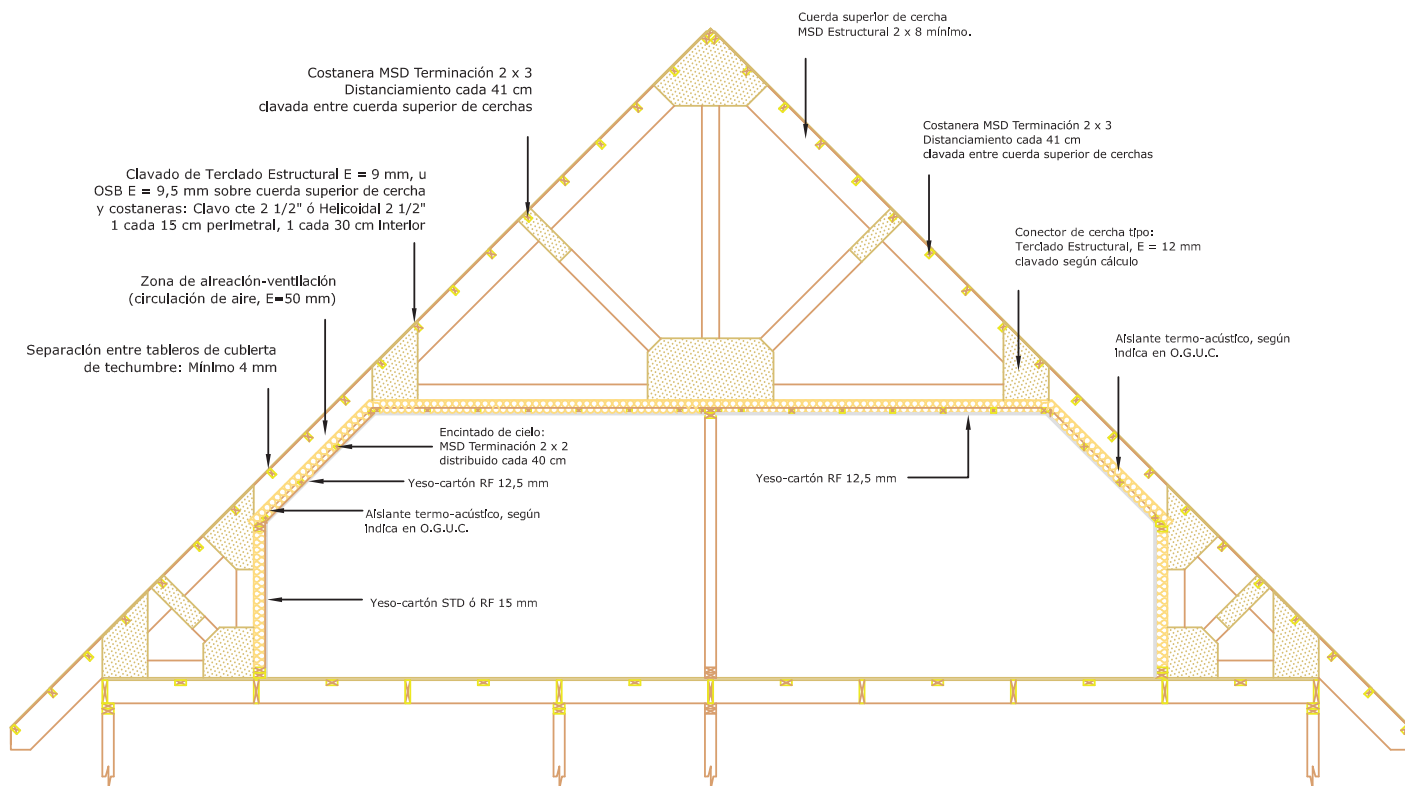 Cuerda superior de cercha
MSD Estructural 2 x 8 mínimo.
Costanera MSD Terminación 2 x 3
Distanciamiento cada 41 cm
clavada entre cuerda superior de cerchas
Costanera MSD Terminación 2 x 3
Distanciamiento cada 41 cm
clavada entre cuerda superior de cerchas
Clavado de Terciado Estructural E = 9 mm, u
OSB E = 9,5 mm sobre cuerda superior de cercha
y costaneras: Clavo cte 2 1/2" ó Helicoidal 2 1/2"
1 cada 15 cm perimetral, 1 cada 30 cm interior
Conector de cercha tipo:
Terciado Estructural, E = 12 mm
clavado según cálculo
Zona de aireación-ventilación
(circulación de aire, E=50 mm)
Separación entre tableros de cubierta
de techumbre: Mínimo 4 mm
Aislante termo-acústico, según
indica en O.G.U.C.
Encintado de cielo:
MSD Terminación 2 x 2
distribuido cada 40 cm
Yeso-cartón RF 12,5 mm
Yeso-cartón RF 12,5 mm
Aislante termo-acústico, según
indica en O.G.U.C.
Yeso-cartón STD ó RF 15 mm